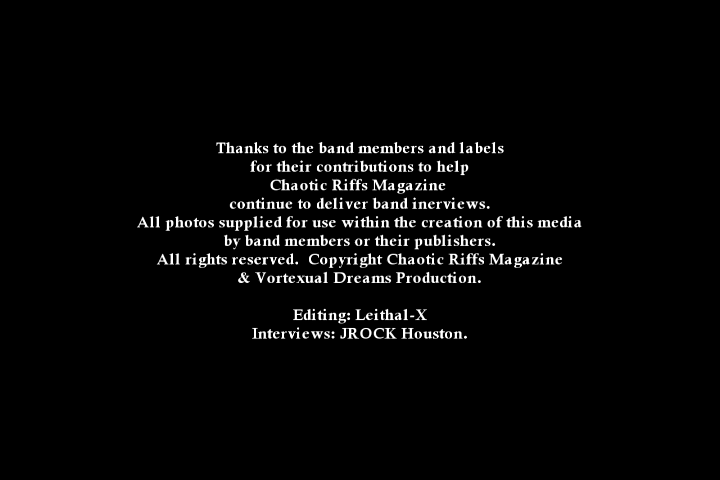 Thanks to the band members and labels
for their contributions to help
Chaotic Riffs Magazine
continue to deliver band inerviews.
All photos supplied for use within the creation of this media
by band members or their publishers.
All rights reserved.  Copyright Chaotic Riffs Magazine
& Vortexual Dreams Production.
Editing: Leithal-X
Interviews: JROCK Houston.